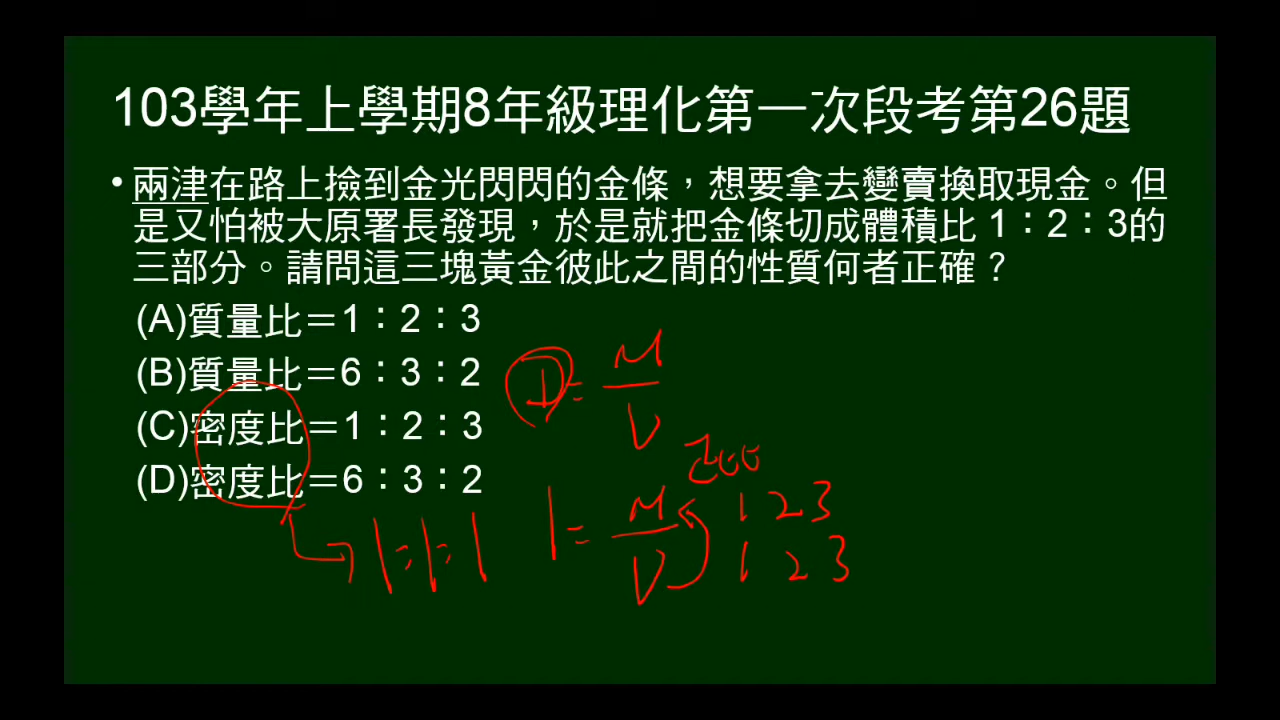 103學年上學期8年級理化第一次段考第26題
•兩津在路上撿到金光閃閃的金條，想要拿去變賣換取現金。但
是又怕被大原署長發現，於是就把金條切成體積比 1：2：3的
三部分。請問這三塊黃金彼此之間的性質何者正確？
(A)質量比＝1：2：3
(B)質量比＝6：3：2
(C)密度比＝1：2：3
(D)密度比＝6：3：2
D = M
V
1 = M 1 2 3
V 1 2 3
1 : 1 : 1